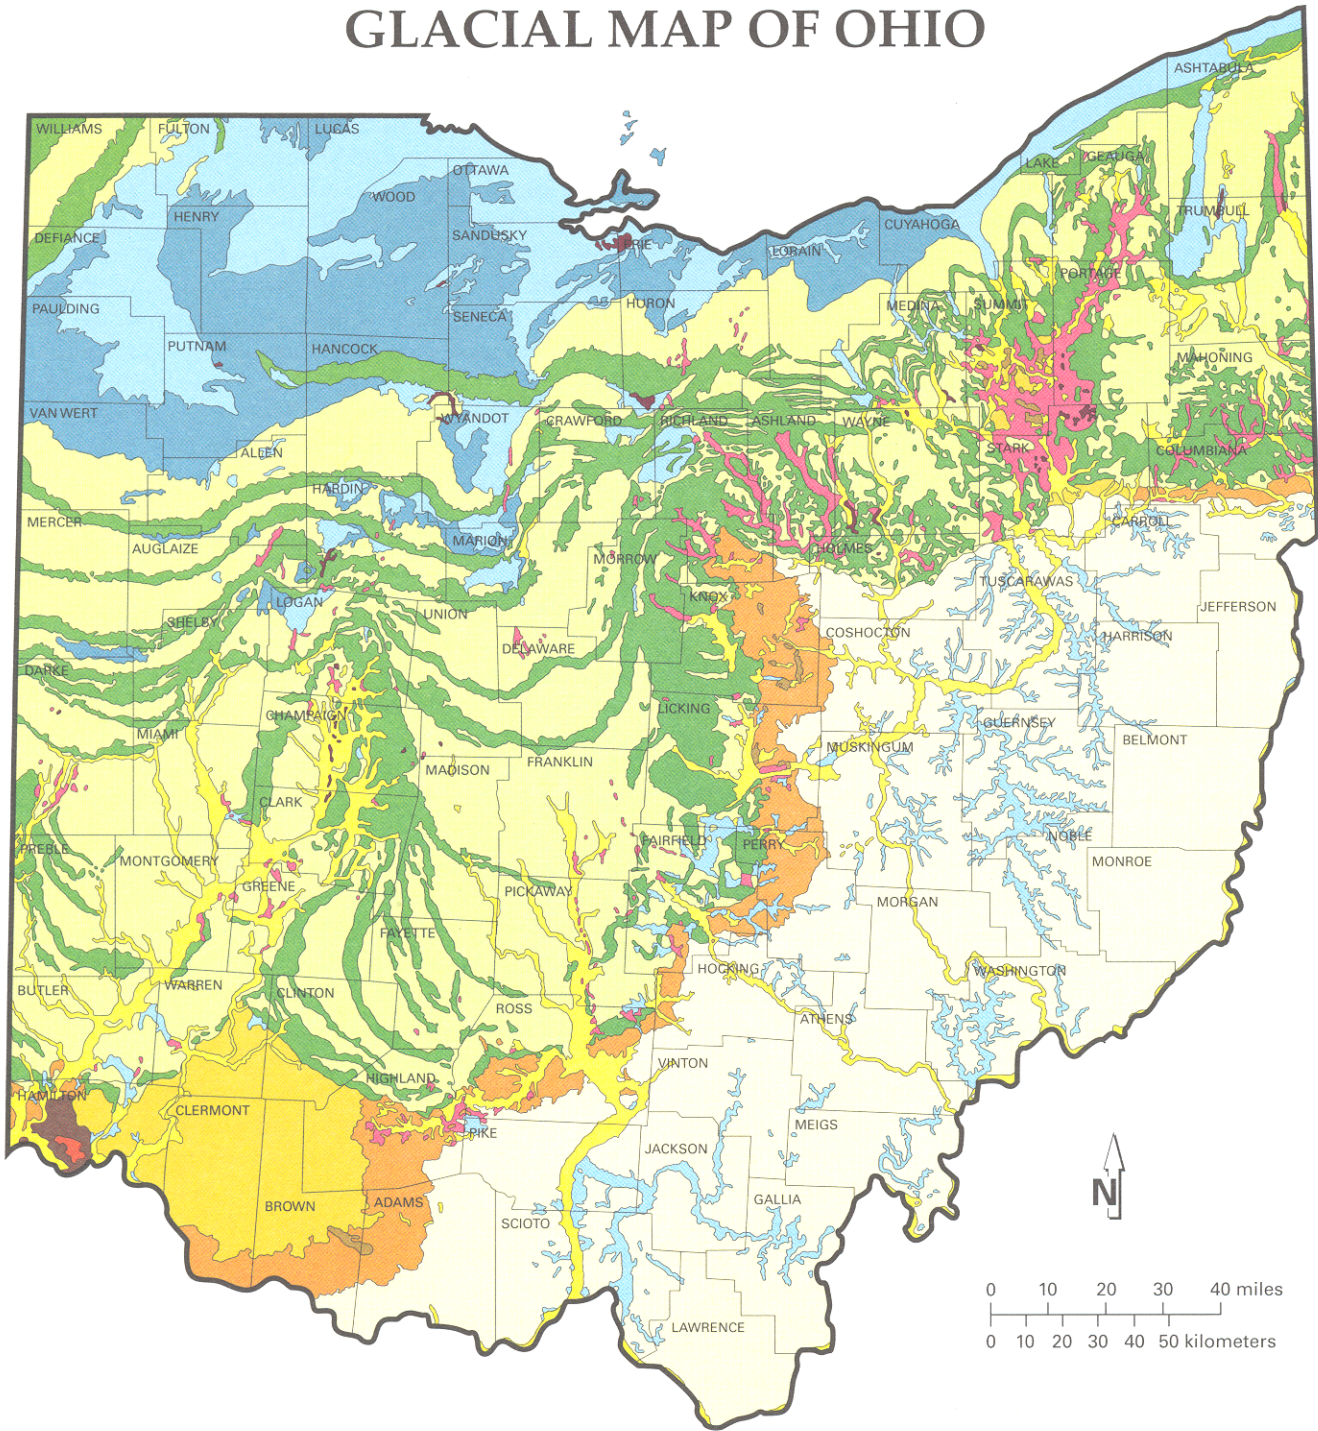 GLACIAL MAP OF OHIO
ASHTABULA
WILLIAMS
FULTON
LUCAS
LAKE
GEAUGA
OTTAWA
WOOD
HENRY
TRUMBULL
CUYAHOGA
DEFIANCE
SANDUSKY
ERIE
LORAIN
PORTAGE
PAULDING
HURON
MEDINA
SUMMIT
SENECA
PUTNAM
HANCOCK
MAHONING
VAN WERT
WYANDOT
CRAWFORD
RICHLAND
ASHLAND
WAYNE
ALLEN
STARK
COLUMBIANA
HARDIN
MERCER
CARROLL
AUGLAIZE
MARION
HOLMES
MORROW
TUSCARAWAS
LOGAN
KNOX
JEFFERSON
UNION
SHELBY
COSHOCTON
HARRISON
DELAWARE
DARKE
LICKING
CHAMPAIGN
GUERNSEY
MIAMI
BELMONT
MUSKINGUM
FRANKLIN
MADISON
CLARK
NOBLE
FAIRFIELD
PERRY
PREBLE
MONTGOMERY
MONROE
GREENE
PICKAWAY
MORGAN
FAYETTE
HOCKING
WASHINGTON
BUTLER
WARREN
CLINTON
ROSS
ATHENS
VINTON
HIGHLAND
HAMILTON
CLERMONT
MEIGS
PIKE
JACKSON
BROWN
ADAMS
GALLIA
N
SCIOTO
0 10 20 30 40 miles
LAWRENCE
0 10 20 30 40 50 kilometers